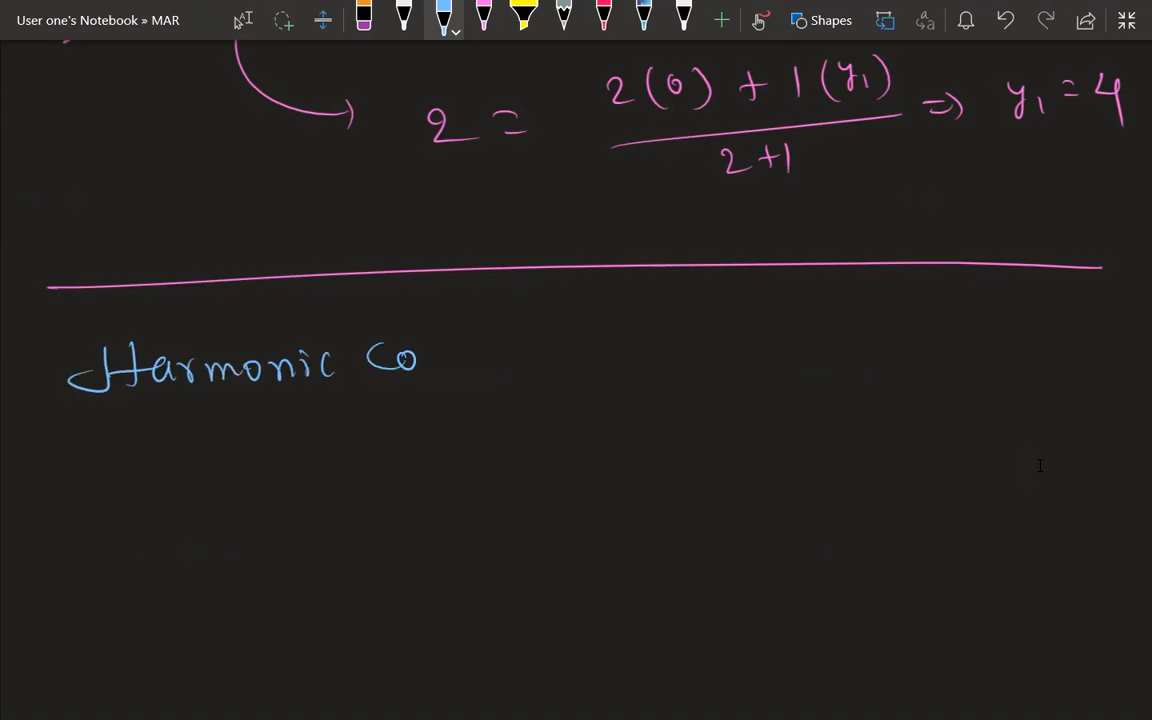 User one's Notebook » MAR
Shapes
2 = 2(0) + 1(y₁) / 2+1 ⇒ y₁ = 4
Harmonic Co